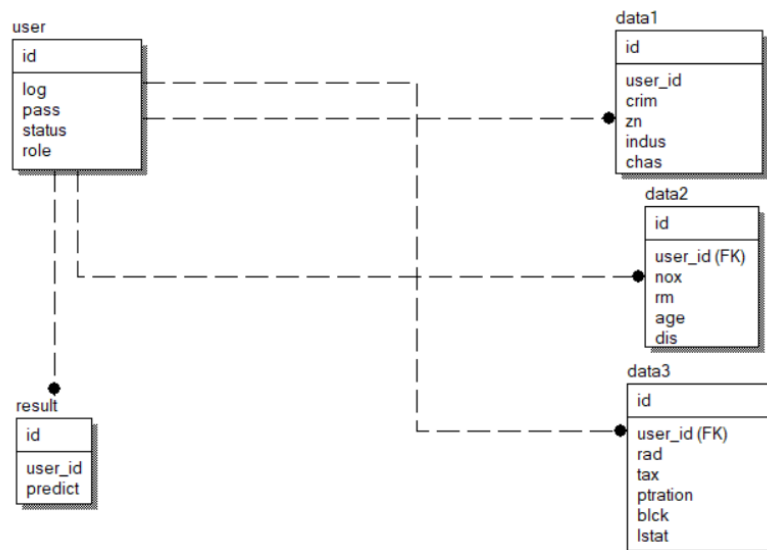 user
id
log
pass
status
role
data1
id
user_id
crim
zn
indus
chas
data2
id
user_id (FK)
nox
rm
age
dis
data3
id
user_id (FK)
rad
tax
ptration
blck
lstat
result
id
user_id
predict